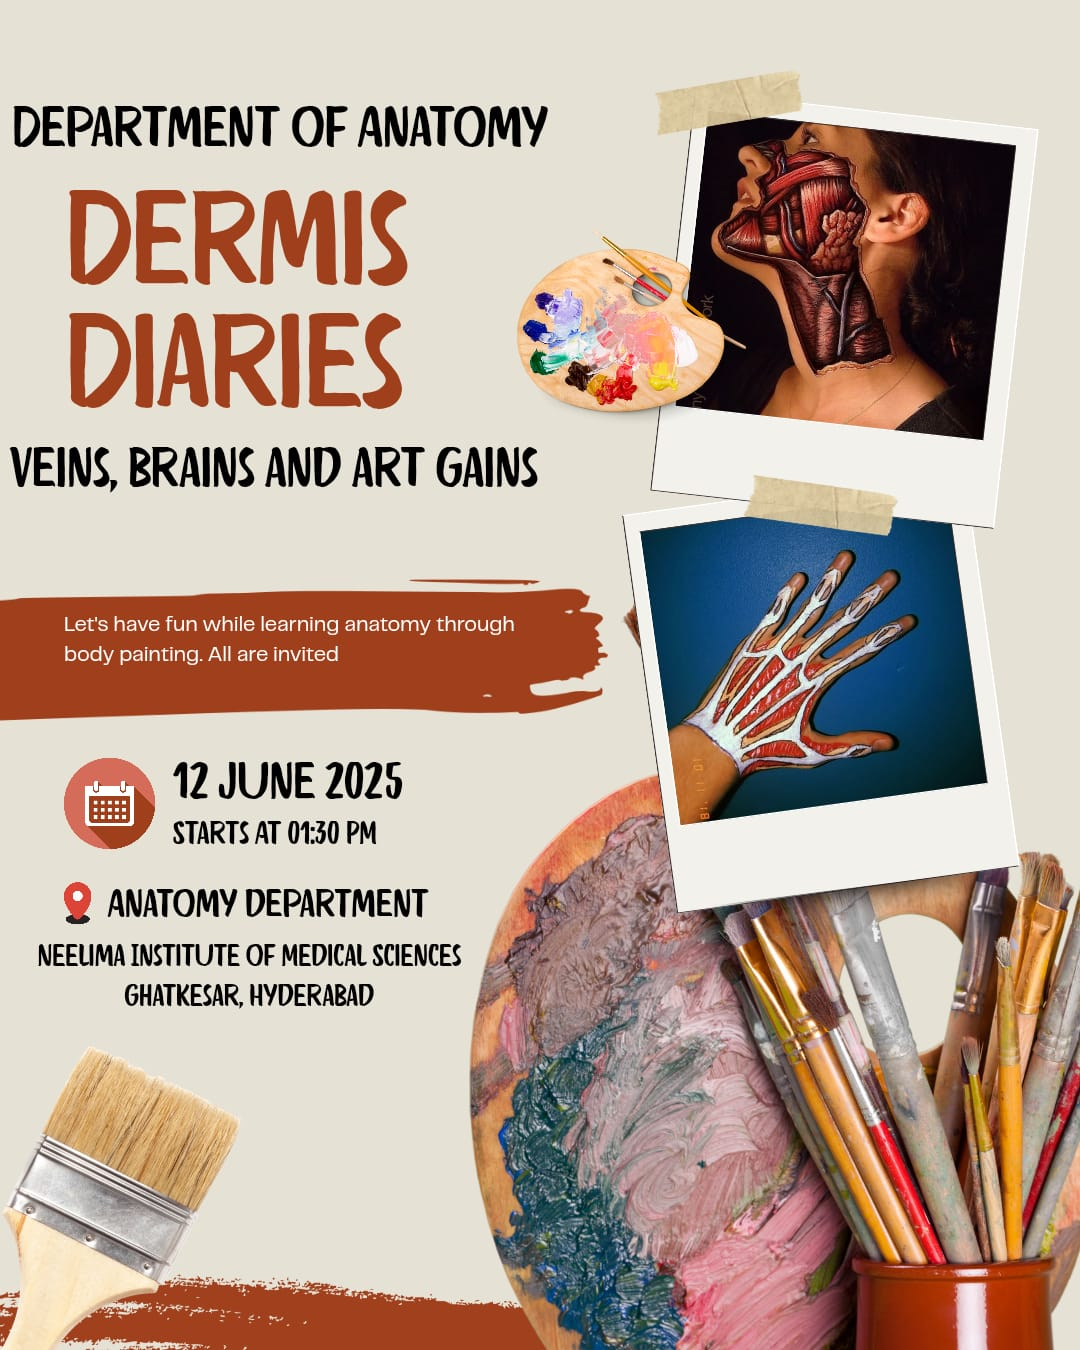 DEPARTMENT OF ANATOMY
DERMIS
DIARIES
VEINS, BRAINS AND ART GAINS
Let's have fun while learning anatomy through
body painting. All are invited
12 JUNE 2025
STARTS AT 01:30 PM
ANATOMY DEPARTMENT
NEELIMA INSTITUTE OF MEDICAL SCIENCES
GHATKESAR, HYDERABAD